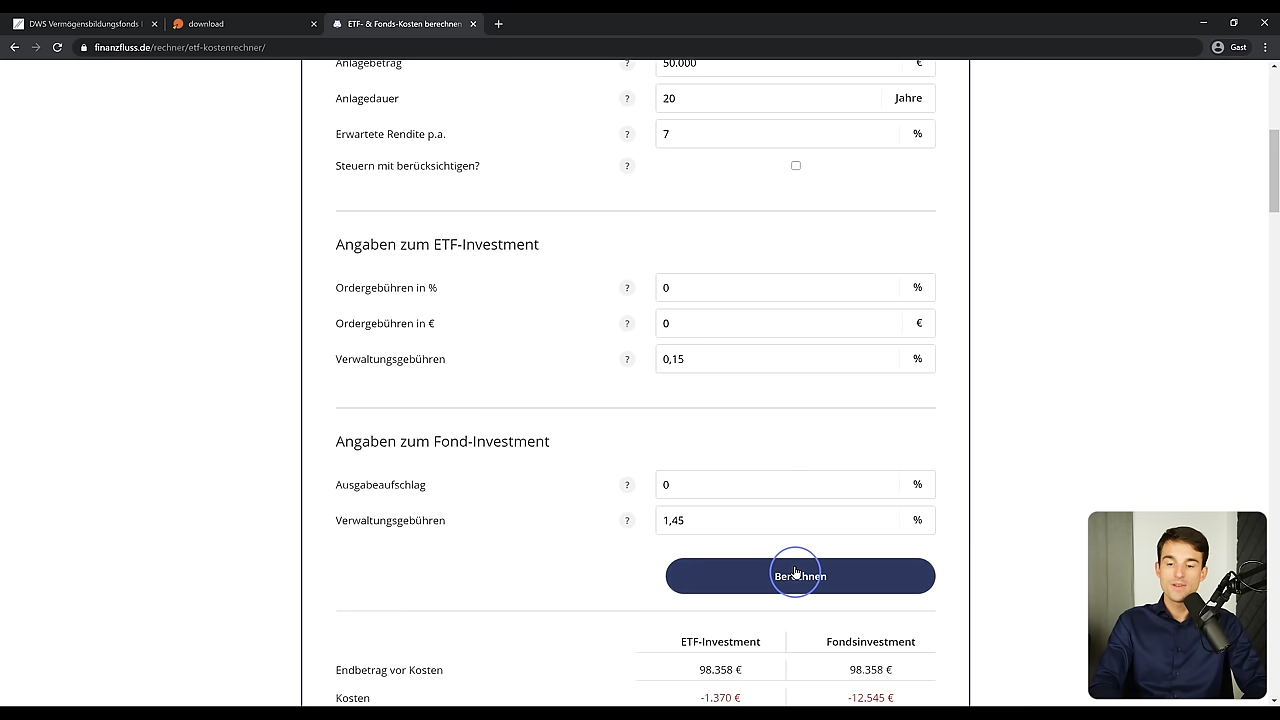 DWS Vermögensbildungsfonds I
download
ETF- & Fonds-Kosten berechnen
finanzfluss.de/rechner/etf-kostenrechner/
Gast
Anlagebetrag ? 50.000 €
Anlagedauer ? 20 Jahre
Erwartete Rendite p.a. ? 7 %
Steuern mit berücksichtigen? ?
Angaben zum ETF-Investment
Ordergebühren in % ? 0 %
Ordergebühren in € ? 0 €
Verwaltungsgebühren ? 0,15 %
Angaben zum Fond-Investment
Ausgabeaufschlag ? 0 %
Verwaltungsgebühren ? 1,45 %
Berechnen
ETF-Investment Fondsinvestment
Endbetrag vor Kosten 98.358 € 98.358 €
Kosten -1.370 € -12.545 €